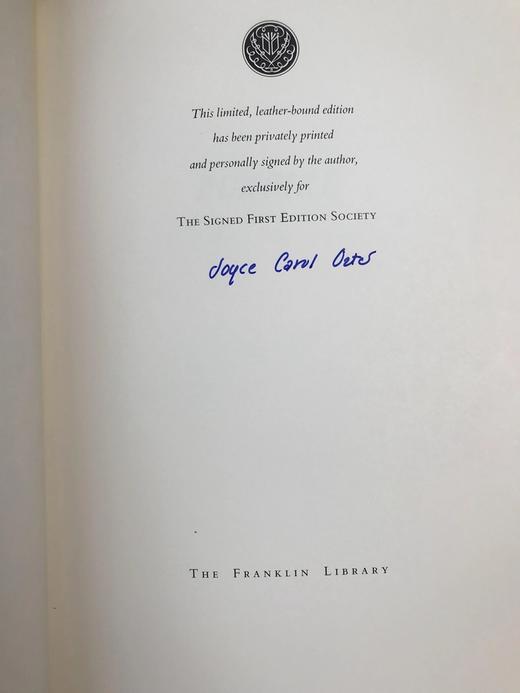 This limited, leather-bound edition
has been privately printed
and personally signed by the author,
exclusively for
THE SIGNED FIRST EDITION SOCIETY
Joyce Carol Oates
THE FRANKLIN LIBRARY